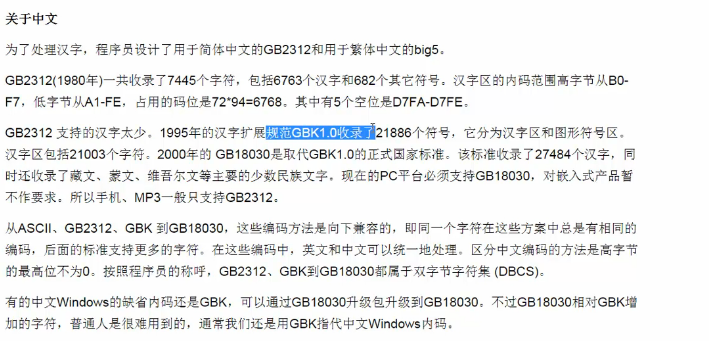 关于中文
为了处理汉字，程序员设计了用于简体中文的GB2312和用于繁体中文的big5。
GB2312(1980年)一共收录了7445个字符，包括6763个汉字和682个其它符号。汉字区的内码范围高字节从B0-
F7，低字节从A1-FE，占用的码位是72*94=6768。其中有5个空位是D7FA-D7FE。
GB2312 支持的汉字太少。1995年的汉字扩展规范GBK1.0收录了21886个符号，它分为汉字区和图形符号区。
汉字区包括21003个字符。2000年的 GB18030是取代GBK1.0的正式国家标准。该标准收录了27484个汉字，同
时还收录了藏文、蒙文、维吾尔文等主要的少数民族文字。现在的PC平台必须支持GB18030，对嵌入式产品暂
不作要求。所以手机、MP3一般只支持GB2312。
从ASCII、GB2312、GBK 到GB18030，这些编码方法是向下兼容的，即同一个字符在这些方案中总是有相同的
编码，后面的标准支持更多的字符。在这些编码中，英文和中文可以统一地处理。区分中文编码的方法是高字节
的最高位不为0。按照程序员的称呼，GB2312、GBK到GB18030都属于双字节字符集 (DBCS)。
有的中文Windows的缺省内码还是GBK，可以通过GB18030升级包升级到GB18030。不过GB18030相对GBK增
加的字符，普通人是很难用到的，通常我们还是用GBK指代中文Windows内码。